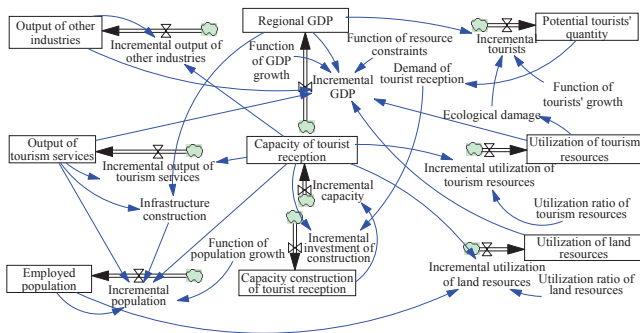 Output of other
industries
Incremental output of
other industries
Regional GDP
Function
of GDP
growth
Function of resource
constraints
Incremental
GDP
Demand of
tourist reception
Incremental
tourists
Potential tourists'
quantity
Function of
tourists' growth
Ecological damage
Output of
tourism services
Incremental output of
tourism services
Infrastructure
construction
Capacity of tourist
reception
Incremental
capacity
Incremental utilization of
tourism resources
Utilization of tourism
resources
Utilization ratio of
tourism resources
Function of
population growth
Incremental
investment of
construction
Utilization of land
resources
Employed
population
Incremental
population
Capacity construction
of tourist reception
Incremental utilization
of land resources
Utilization ratio of
land resources